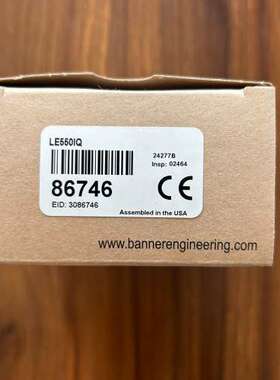 LE550IQ
24277B
Insp: 02464
86746
CE
EID: 3086746
Assembled in the USA
www.bannerengineering.com